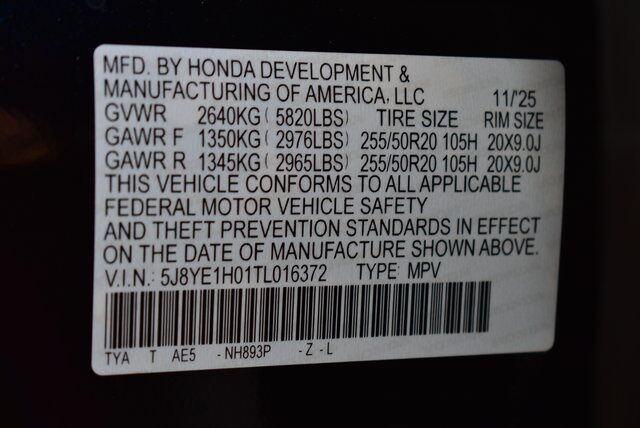 MFD. BY HONDA DEVELOPMENT &
MANUFACTURING OF AMERICA, LLC 11/'25
GVWR 2640KG (5820LBS) TIRE SIZE RIM SIZE
GAWR F 1350KG (2976LBS) 255/50R20 105H 20X9.0J
GAWR R 1345KG (2965LBS) 255/50R20 105H 20X9.0J
THIS VEHICLE CONFORMS TO ALL APPLICABLE
FEDERAL MOTOR VEHICLE SAFETY
AND THEFT PREVENTION STANDARDS IN EFFECT
ON THE DATE OF MANUFACTURE SHOWN ABOVE.
V.I.N.: 5J8YE1H01TL016372 TYPE: MPV
TYA T AE5 - NH893P - Z - L